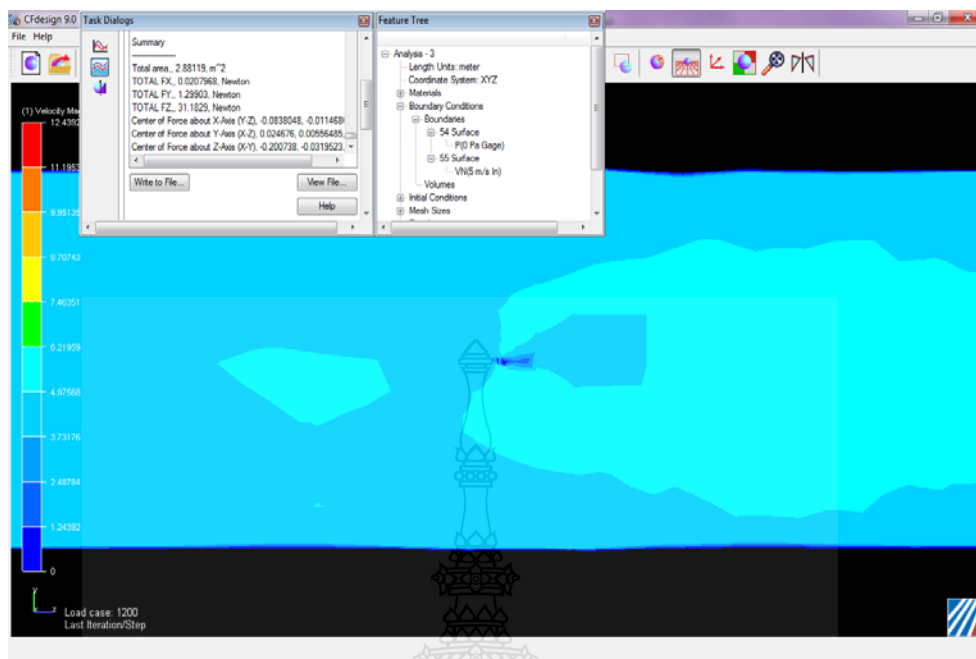 CFdesign 9.0
File Help
Task Dialogs
Summary
Total area,, 2.88119, m^2
TOTAL FX,, 0.0207968, Newton
TOTAL FY,, 1.29903, Newton
TOTAL FZ,, 31.1829, Newton
Center of Force about X-Axis (Y-Z), -0.0838048, -0.011468
Center of Force about Y-Axis (X-Z), 0.024676, 0.00556485,
Center of Force about Z-Axis (X-Y), -0.200738, -0.0319523,
Write to File...
View File...
Help
Feature Tree
Analysis - 3
Length Units: meter
Coordinate System: XYZ
Materials
Boundary Conditions
Boundaries
54 Surface
P(0 Pa Gage)
55 Surface
VN(5 m/s In)
Volumes
Initial Conditions
Mesh Sizes
(1) Velocity Ma
12.4392
11.1953
9.95135
8.70743
7.46351
6.21959
4.97568
3.73176
2.48784
1.24392
0
y
z
Load case: 1200
Last Iteration/Step